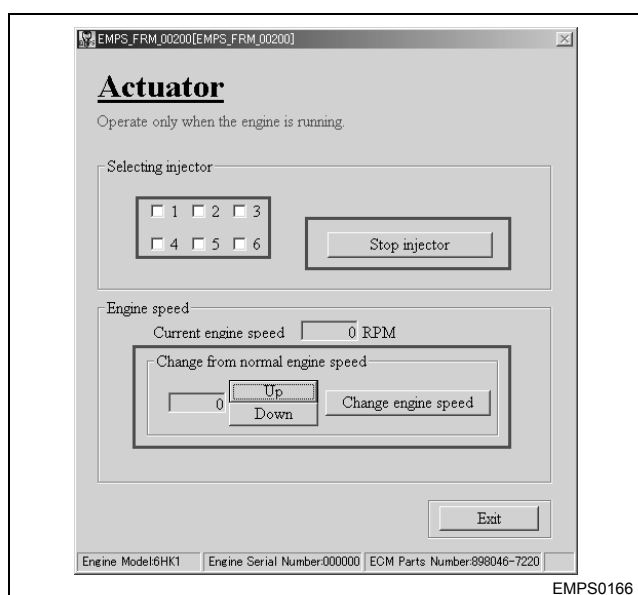 EMPS_FRM_00200[EMPS_FRM_00200]
Actuator
Operate only when the engine is running.
Selecting injector
1 2 3
4 5 6
Stop injector
Engine speed
Current engine speed 0 RPM
Change from normal engine speed
0 Up
Down
Change engine speed
Exit
Engine Model:6HK1 Engine Serial Number:000000 ECM Parts Number:898046-7220
EMPS0166